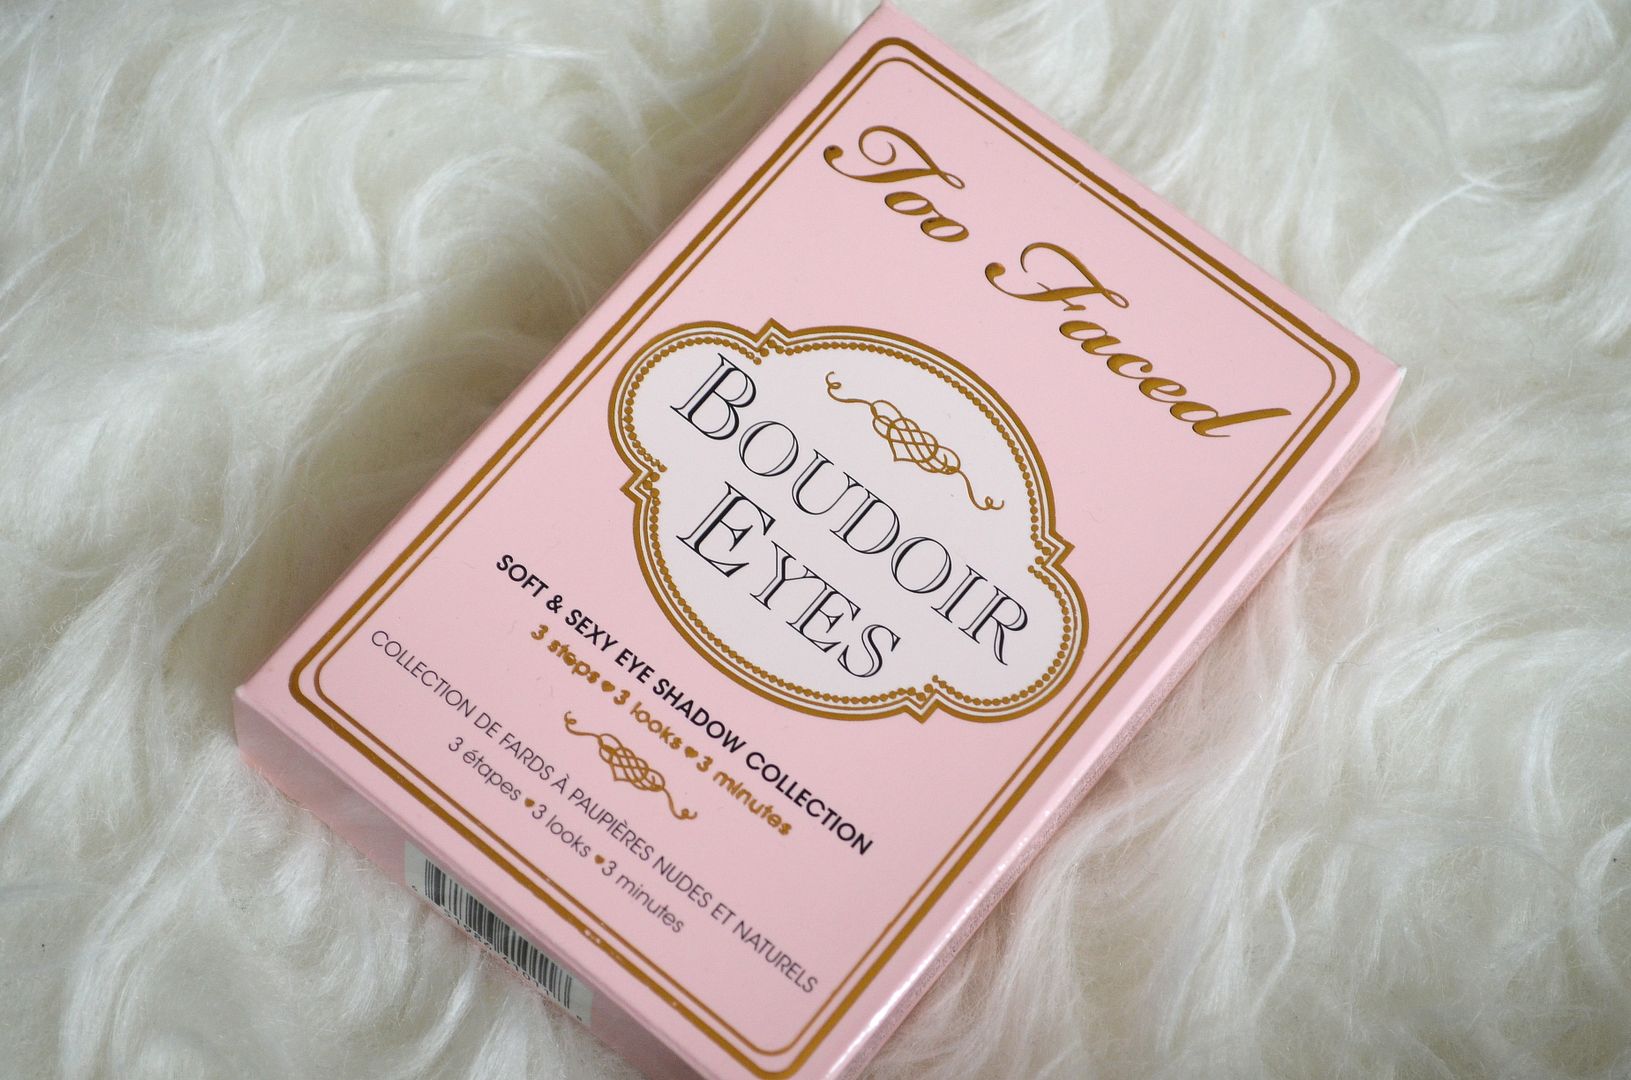 Too Faced
BOUDOIR
EYES
SOFT & SEXY EYE SHADOW COLLECTION
3 steps ♥ 3 looks ♥ 3 minutes
COLLECTION DE FARDS À PAUPIÈRES NUDES ET NATURELS
3 étapes ♥ 3 looks ♥ 3 minutes